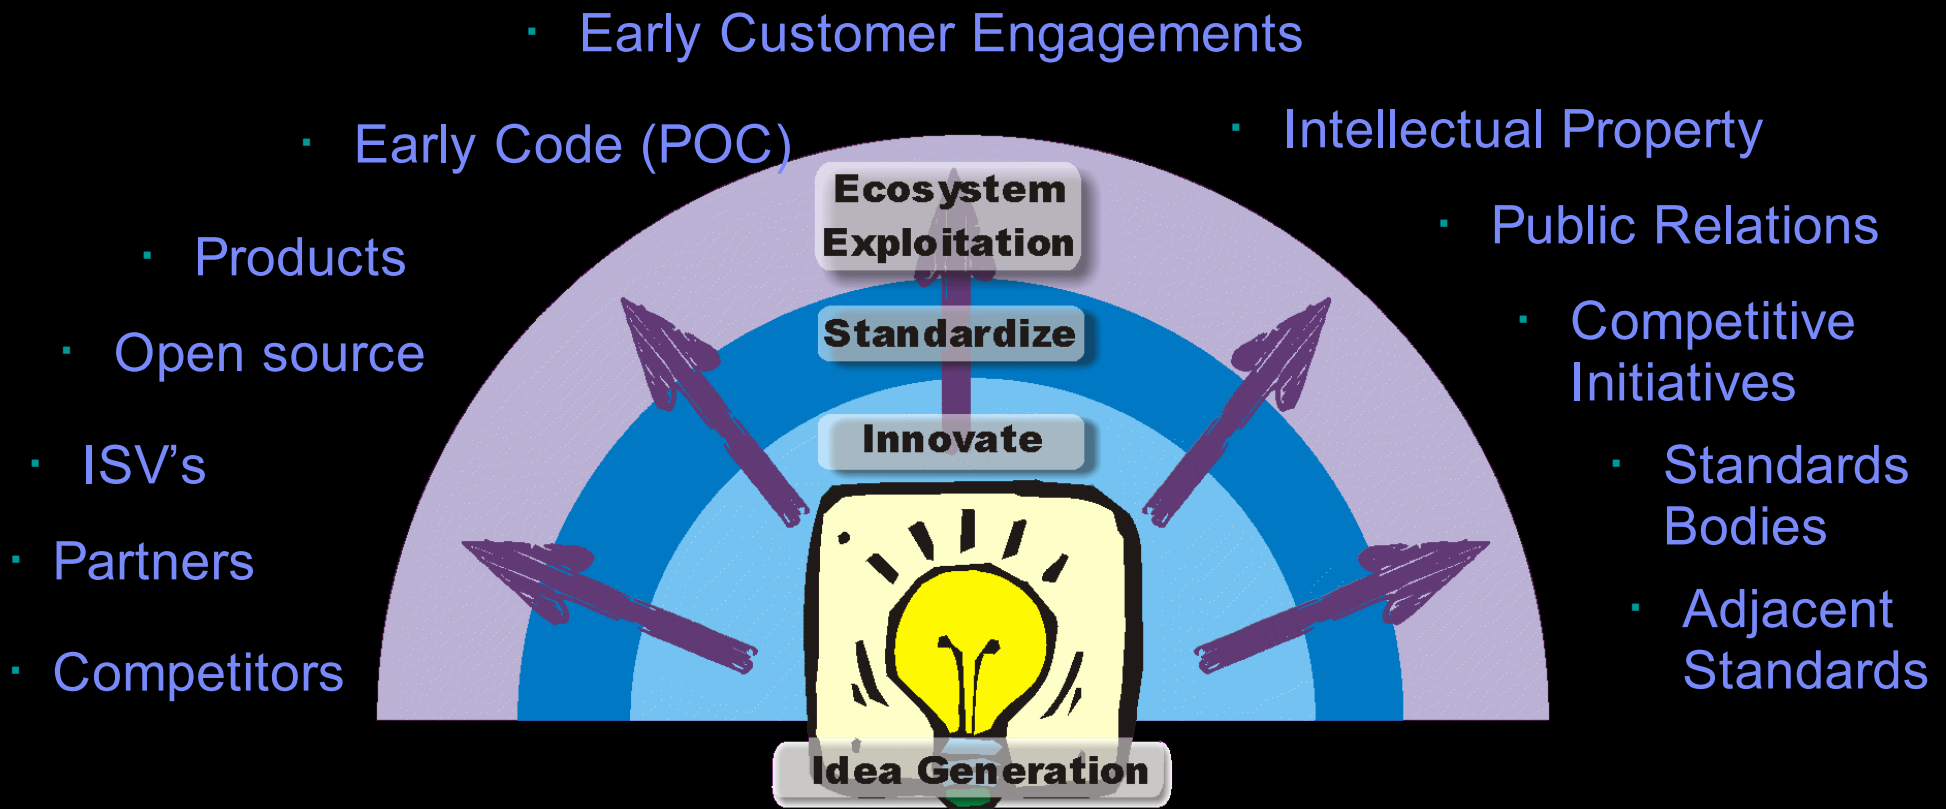 · Early Customer Engagements
· Early Code (POC)
· Intellectual Property
· Products
· Public Relations
· Open source
· Competitive
Initiatives
· ISV’s
· Standards
Bodies
· Partners
· Adjacent
Standards
· Competitors
Ecosystem
Exploitation
Standardize
Innovate
Idea Generation